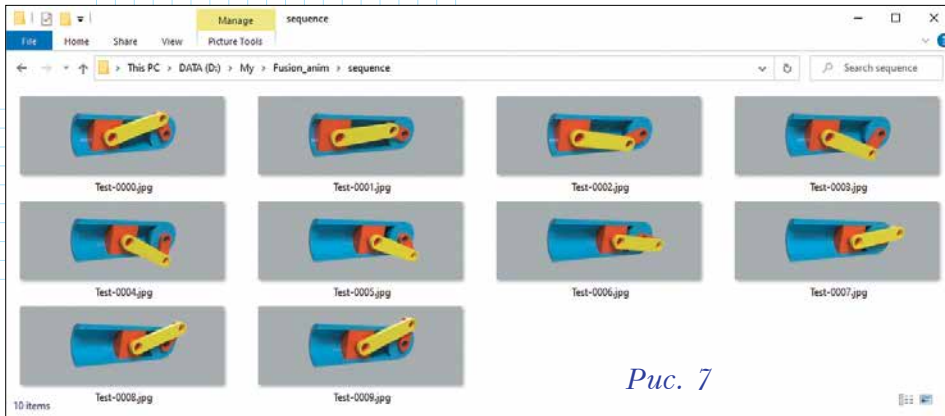 Manage
sequence
File
Home
Share
View
Picture Tools
This PC > DATA (D:) > My > Fusion_anim > sequence
Search sequence
Test-0000.jpg
Test-0001.jpg
Test-0002.jpg
Test-0003.jpg
Test-0004.jpg
Test-0005.jpg
Test-0006.jpg
Test-0007.jpg
Test-0008.jpg
Test-0009.jpg
Рис. 7
10 items